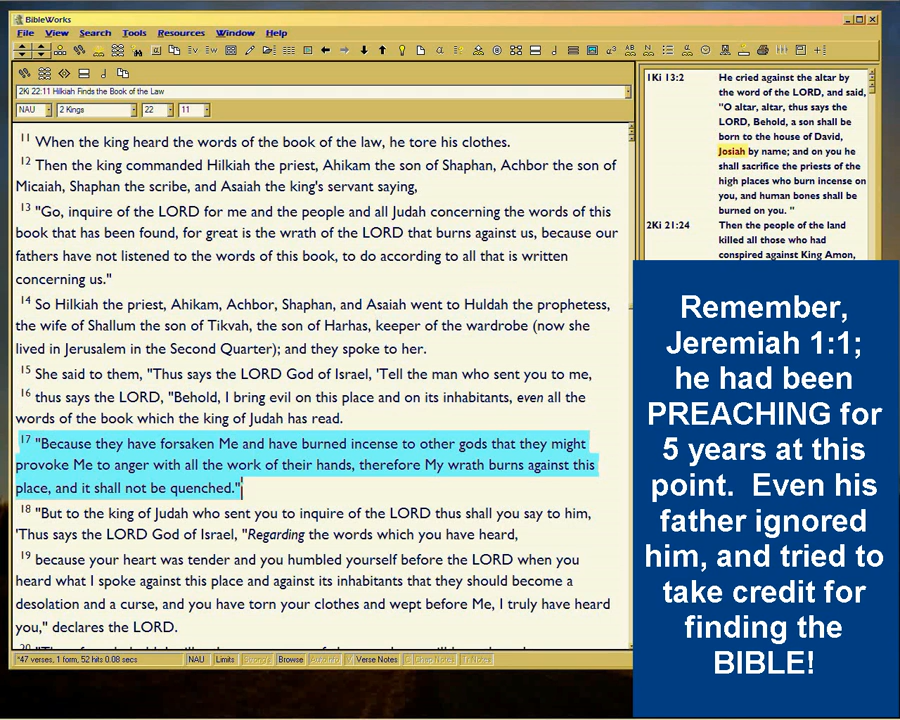 BibleWorks
File View Search Tools Resources Window Help
2Ki 22:11 Hilkiah Finds the Book of the Law
NAU 2 Kings 22 11
11 When the king heard the words of the book of the law, he tore his clothes.
12 Then the king commanded Hilkiah the priest, Ahikam the son of Shaphan, Achbor the son of
Micaiah, Shaphan the scribe, and Asaiah the king's servant saying,
13 "Go, inquire of the LORD for me and the people and all Judah concerning the words of this
book that has been found, for great is the wrath of the LORD that burns against us, because our
fathers have not listened to the words of this book, to do according to all that is written
concerning us."
14 So Hilkiah the priest, Ahikam, Achbor, Shaphan, and Asaiah went to Huldah the prophetess,
the wife of Shallum the son of Tikvah, the son of Harhas, keeper of the wardrobe (now she
lived in Jerusalem in the Second Quarter); and they spoke to her.
15 She said to them, "Thus says the LORD God of Israel, 'Tell the man who sent you to me,
16 thus says the LORD, "Behold, I bring evil on this place and on its inhabitants, even all the
words of the book which the king of Judah has read.
17 "Because they have forsaken Me and have burned incense to other gods that they might
provoke Me to anger with all the work of their hands, therefore My wrath burns against this
place, and it shall not be quenched."
18 "But to the king of Judah who sent you to inquire of the LORD thus shall you say to him,
'Thus says the LORD God of Israel, "Regarding the words which you have heard,
19 because your heart was tender and you humbled yourself before the LORD when you
heard what I spoke against this place and against its inhabitants that they should become a
desolation and a curse, and you have torn your clothes and wept before Me, I truly have heard
you," declares the LORD.
*47 verses, 1 form, 52 hits 0.08 secs NAU Limits Browse Verse Notes
1Ki 13:2 He cried against the altar by
the word of the LORD, and said,
"O altar, altar, thus says the
LORD, Behold, a son shall be
born to the house of David,
Josiah by name; and on you he
shall sacrifice the priests of the
high places who burn incense on
you, and human bones shall be
burned on you. '"
2Ki 21:24 Then the people of the land
killed all those who had
conspired against King Amon,
Remember,
Jeremiah 1:1;
he had been
PREACHING for
5 years at this
point. Even his
father ignored
him, and tried to
take credit for
finding the
BIBLE!